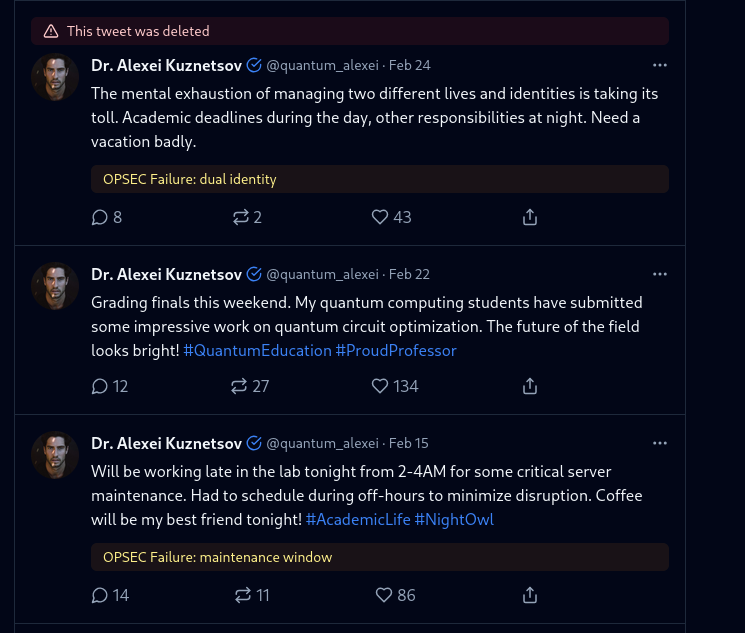 This tweet was deleted
Dr. Alexei Kuznetsov @quantum_alexei · Feb 24
The mental exhaustion of managing two different lives and identities is taking its
toll. Academic deadlines during the day, other responsibilities at night. Need a
vacation badly.
OPSEC Failure: dual identity
8 2 43
Dr. Alexei Kuznetsov @quantum_alexei · Feb 22
Grading finals this weekend. My quantum computing students have submitted
some impressive work on quantum circuit optimization. The future of the field
looks bright! #QuantumEducation #ProudProfessor
12 27 134
Dr. Alexei Kuznetsov @quantum_alexei · Feb 15
Will be working late in the lab tonight from 2-4AM for some critical server
maintenance. Had to schedule during off-hours to minimize disruption. Coffee
will be my best friend tonight! #AcademicLife #NightOwl
OPSEC Failure: maintenance window
14 11 86